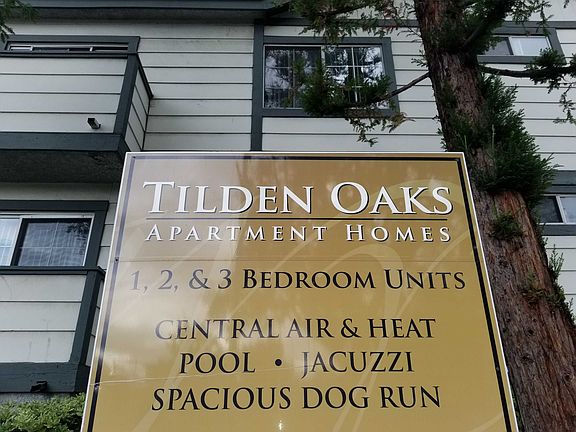 TILDEN OAKS
APARTMENT HOMES
1, 2, & 3 BEDROOM UNITS
CENTRAL AIR & HEAT
POOL • JACUZZI
SPACIOUS DOG RUN